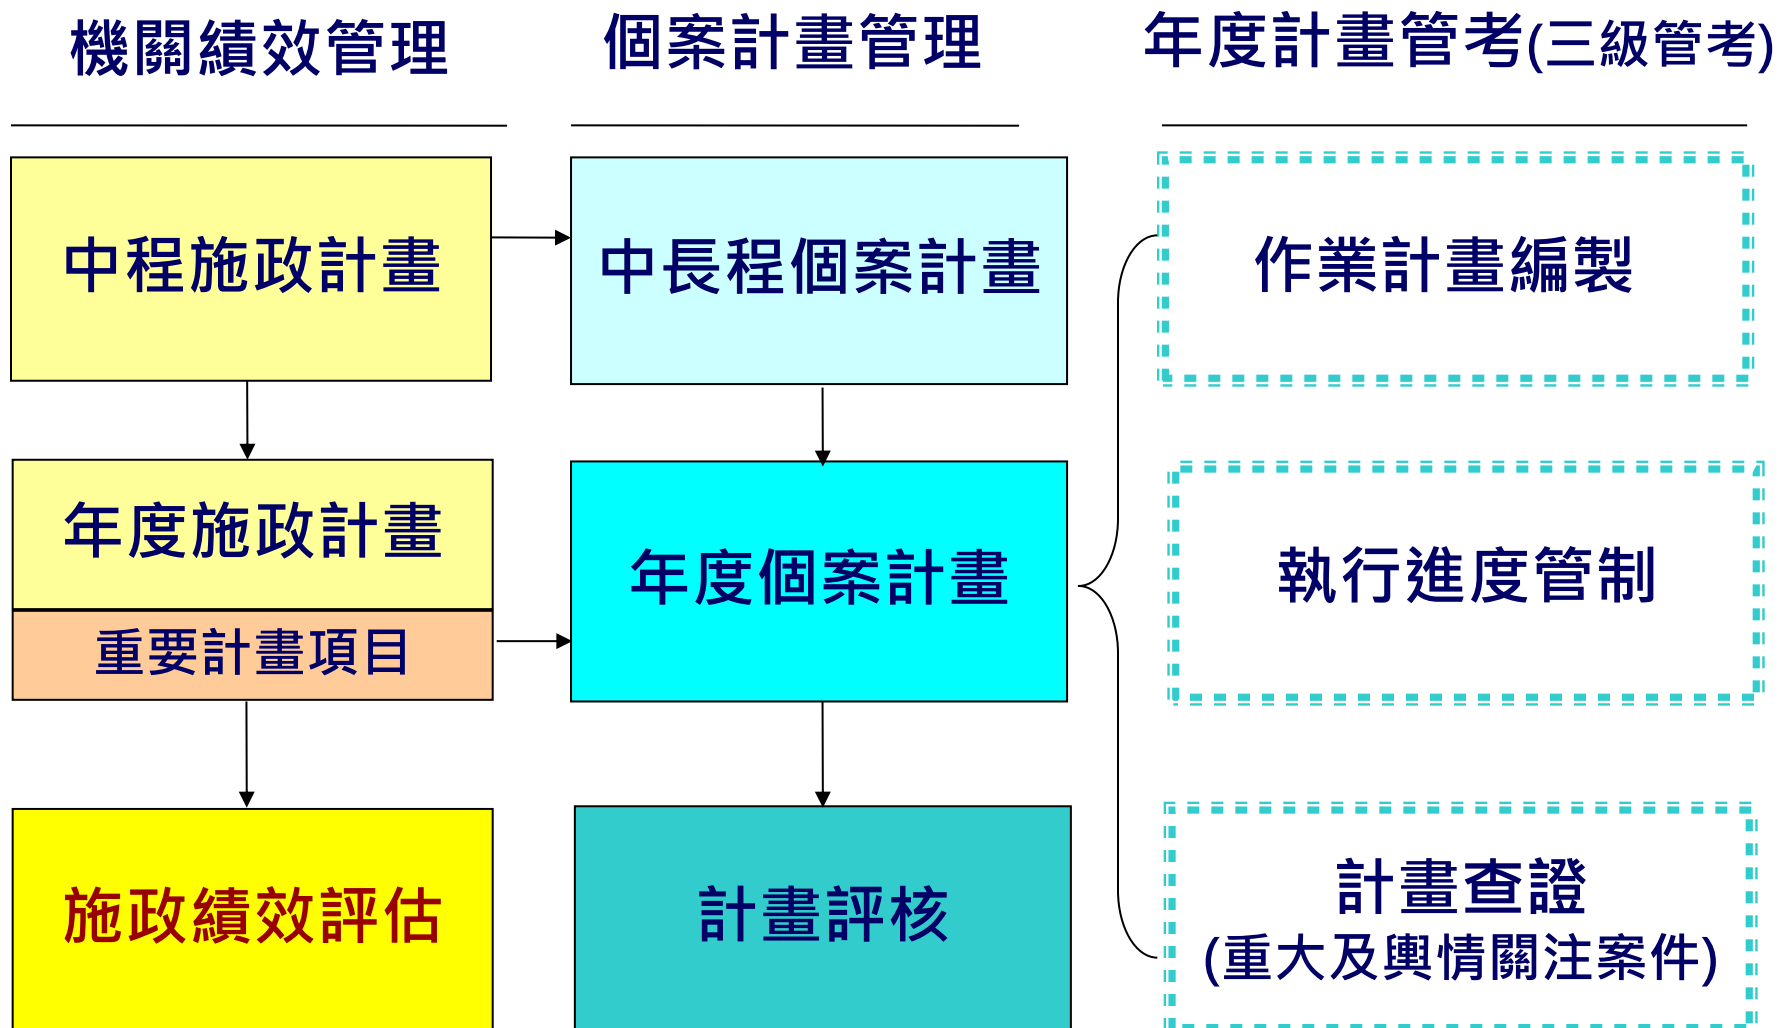 機關績效管理
個案計畫管理
年度計畫管考(三級管考)
中程施政計畫
中長程個案計畫
作業計畫編製
年度施政計畫
重要計畫項目
年度個案計畫
執行進度管制
施政績效評估
計畫評核
計畫查證
(重大及輿情關注案件)